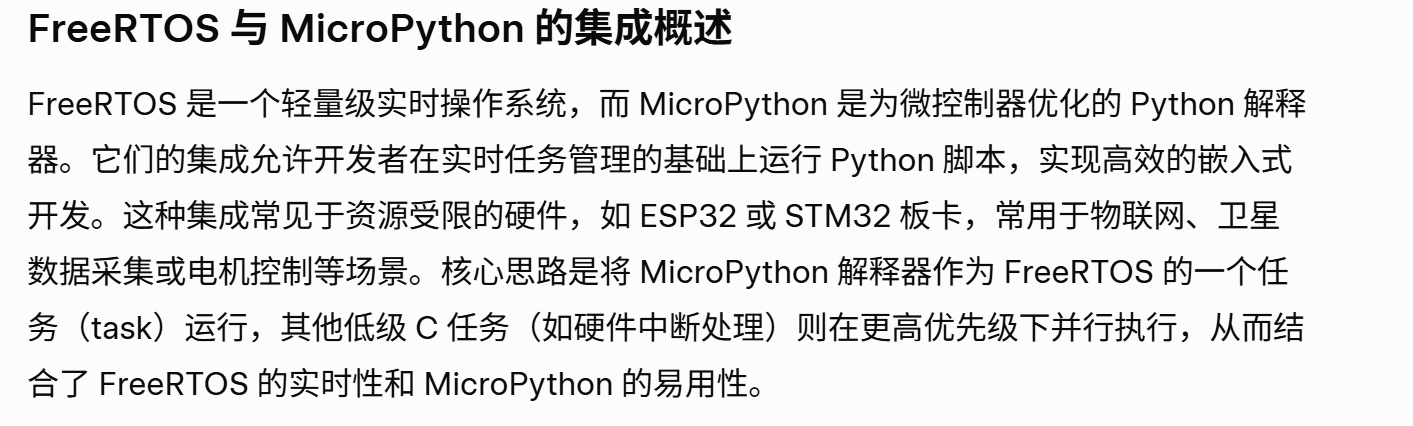 FreeRTOS 与 MicroPython 的集成概述
FreeRTOS 是一个轻量级实时操作系统，而 MicroPython 是为微控制器优化的 Python 解释
器。它们的集成允许开发者在实时任务管理的基础上运行 Python 脚本，实现高效的嵌入式
开发。这种集成常见于资源受限的硬件，如 ESP32 或 STM32 板卡，常用于物联网、卫星
数据采集或电机控制等场景。核心思路是将 MicroPython 解释器作为 FreeRTOS 的一个任
务（task）运行，其他低级 C 任务（如硬件中断处理）则在更高优先级下并行执行，从而结
合了 FreeRTOS 的实时性和 MicroPython 的易用性。